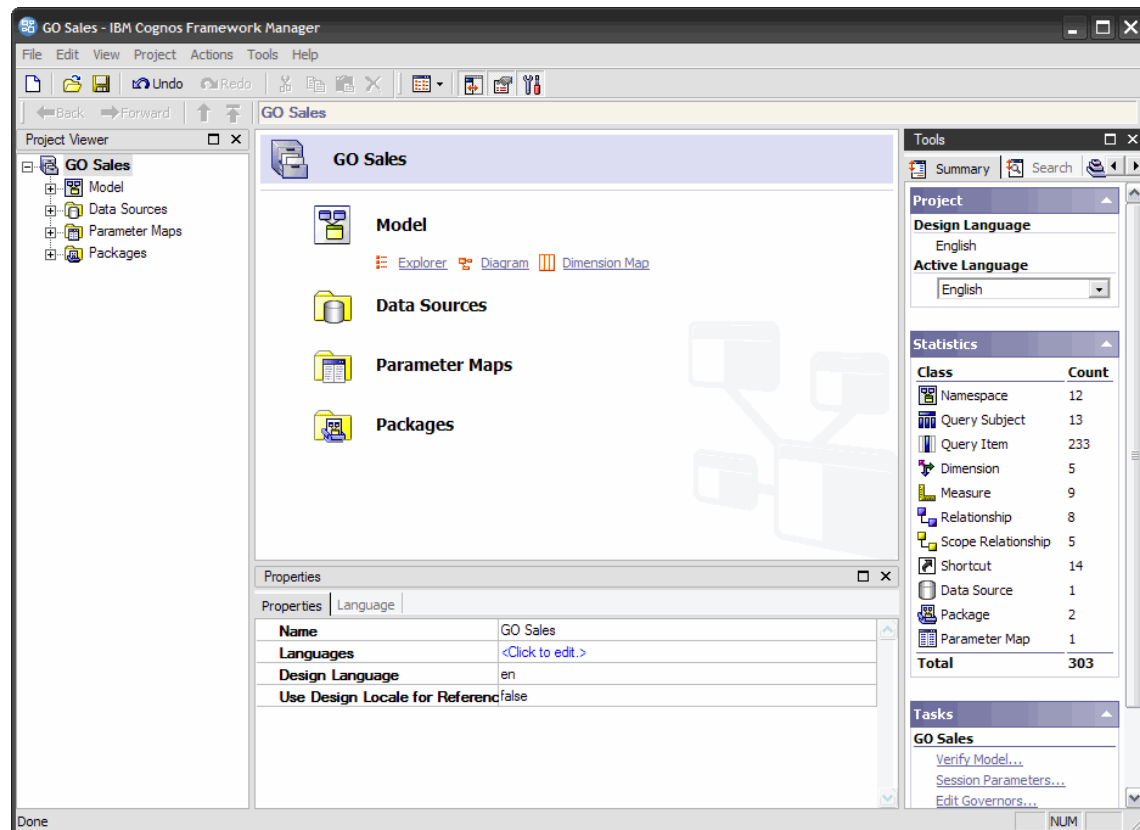 GO Sales - IBM Cognos Framework Manager
File Edit View Project Actions Tools Help
Undo Redo
Back Forward GO Sales
Project Viewer
GO Sales
Model
Data Sources
Parameter Maps
Packages
GO Sales
Model
Explorer Diagram Dimension Map
Data Sources
Parameter Maps
Packages
Properties
Properties Language
Name GO Sales
Languages <Click to edit.>
Design Language en
Use Design Locale for Referenc false
Tools
Summary Search
Project
Design Language
English
Active Language
English
Statistics
Class Count
Namespace 12
Query Subject 13
Query Item 233
Dimension 5
Measure 9
Relationship 8
Scope Relationship 5
Shortcut 14
Data Source 1
Package 2
Parameter Map 1
Total 303
Tasks
GO Sales
Verify Model...
Session Parameters...
Edit Governors...
Done NUM